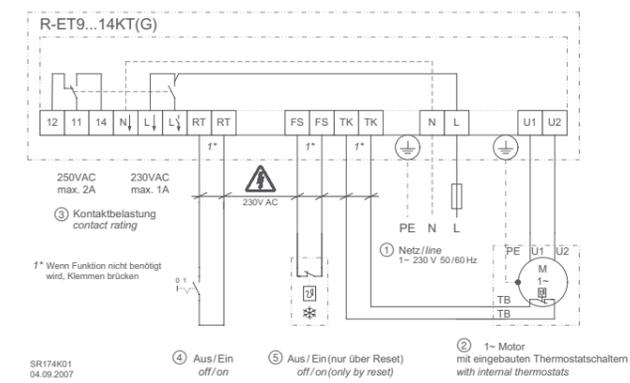 R-ET9...14KT(G)
12 11 14 N L L RT RT FS FS TK TK N L U1 U2
1* 1* 1*
250VAC
max. 2A
230VAC
max. 1A
230V AC
3 Kontaktbelastung
contact rating
PE N L
1 Netz/line
1~ 230 V 50/60Hz
1* Wenn Funktion nicht benötigt
wird, Klemmen brücken
0 1
PE U1 U2
M
1~
TB
TB
4 Aus/Ein
off/on
5 Aus/Ein(nur über Reset)
off/on(only by reset)
2 1~ Motor
mit eingebauten Thermostatschaltern
with internal thermostats
SR174K01
04.09.2007